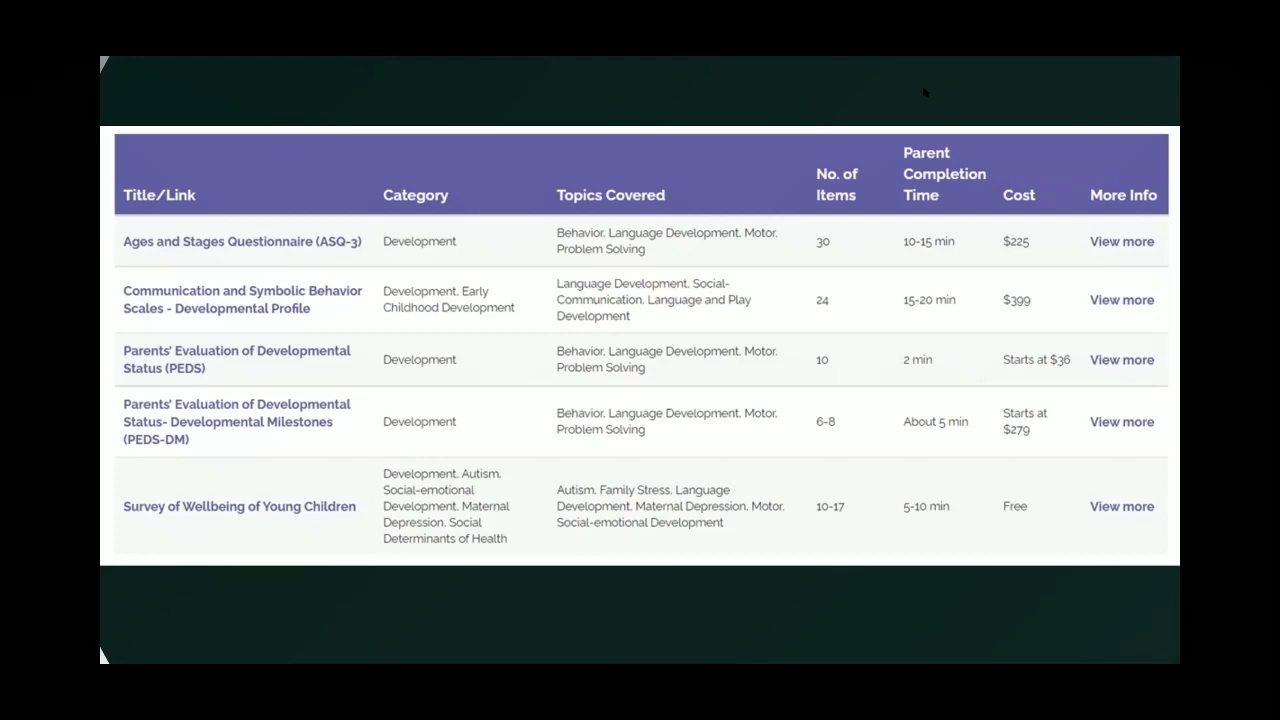 Title/Link
Category
Topics Covered
No. of
Items
Parent
Completion
Time
Cost
More Info
Ages and Stages Questionnaire (ASQ-3)
Development
Behavior, Language Development, Motor,
Problem Solving
30
10-15 min
$225
View more
Communication and Symbolic Behavior
Scales - Developmental Profile
Development, Early
Childhood Development
Language Development, Social-
Communication, Language and Play
Development
24
15-20 min
$399
View more
Parents' Evaluation of Developmental
Status (PEDS)
Development
Behavior, Language Development, Motor,
Problem Solving
10
2 min
Starts at $36
View more
Parents' Evaluation of Developmental
Status- Developmental Milestones
(PEDS-DM)
Development
Behavior, Language Development, Motor,
Problem Solving
6-8
About 5 min
Starts at
$279
View more
Survey of Wellbeing of Young Children
Development, Autism,
Social-emotional
Development, Maternal
Depression, Social
Determinants of Health
Autism, Family Stress, Language
Development, Maternal Depression, Motor,
Social-emotional Development
10-17
5-10 min
Free
View more